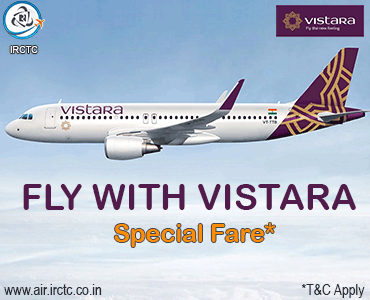 IRCTC
VISTARA
Fly the new feeling
VISTARA
FLY WITH VISTARA
Special Fare*
www.air.irctc.co.in
*T&C Apply